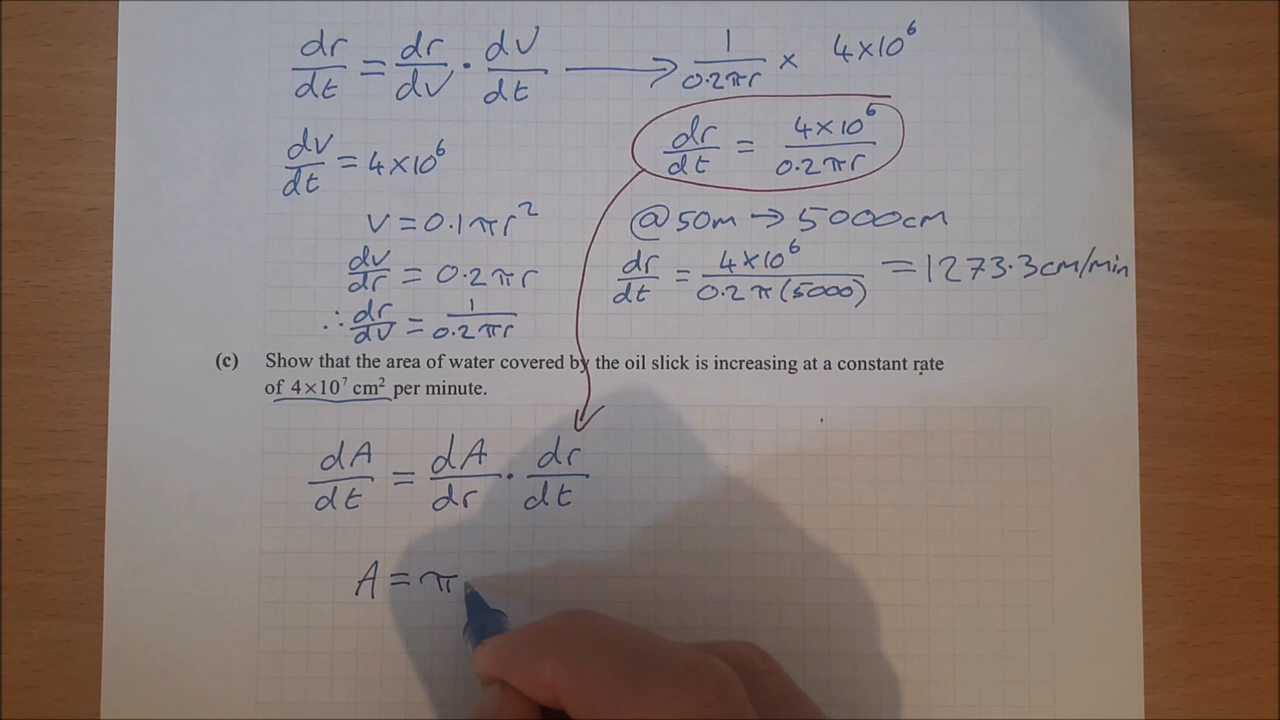 dr/dt = dr/dV · dV/dt → 1/0.2πr × 4×10⁶
dv/dt = 4×10⁶
dr/dt = 4×10⁶/0.2πr
V = 0.1πr²
@50m → 5000cm
dv/dr = 0.2πr
dr/dt = 4×10⁶/0.2π(5000) = 1273.3cm/min
∴ dr/dV = 1/0.2πr
(c) Show that the area of water covered by the oil slick is increasing at a constant rate
of 4×10⁷ cm² per minute.
dA/dt = dA/dr · dr/dt
A = π